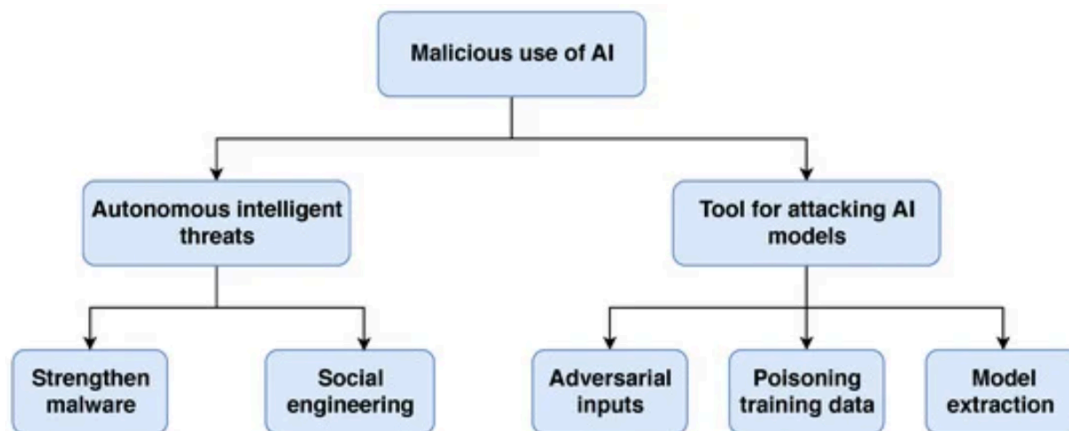 Malicious use of AI
Autonomous intelligent
threats
Tool for attacking AI
models
Strengthen
malware
Social
engineering
Adversarial
inputs
Poisoning
training data
Model
extraction